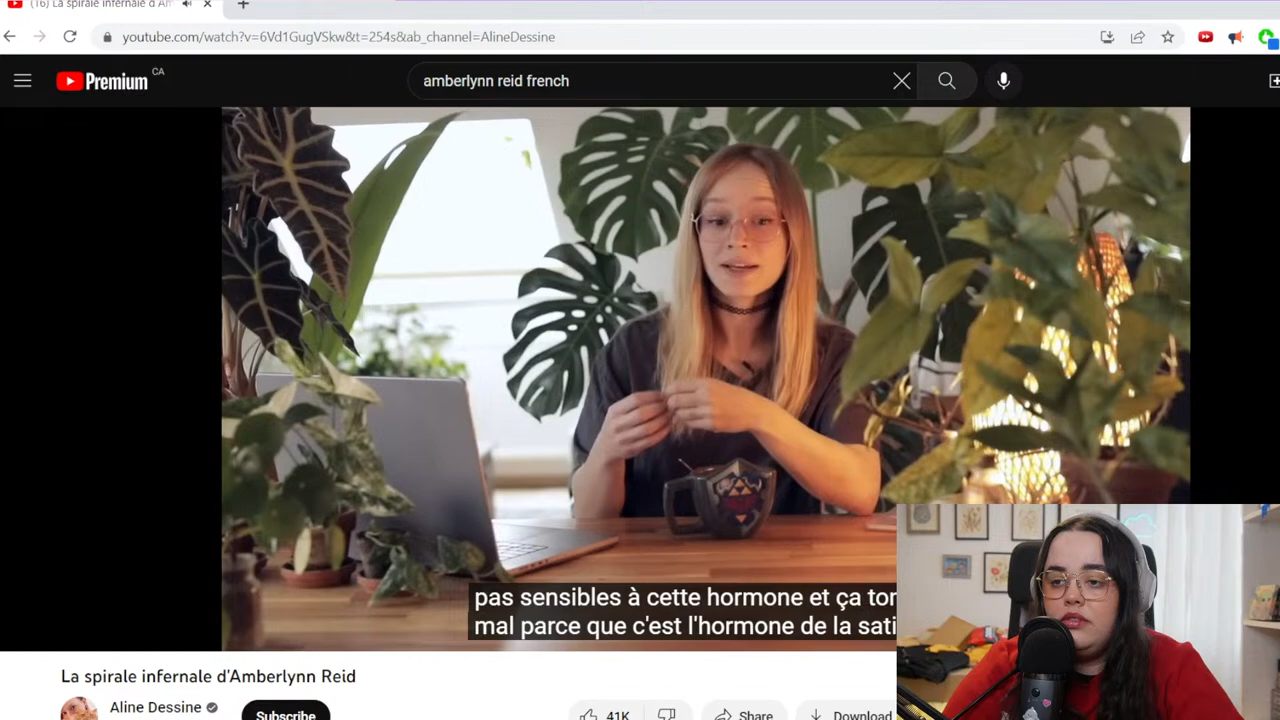 (16) La spirale infernale d'Am
youtube.com/watch?v=6Vd1GugVSkw&t=254s&ab_channel=AlineDessine
Premium CA
amberlynn reid french
pas sensibles à cette hormone et ça tor
mal parce que c'est l'hormone de la sati
La spirale infernale d'Amberlynn Reid
Aline Dessine
Subscribe
41K
Share
Download